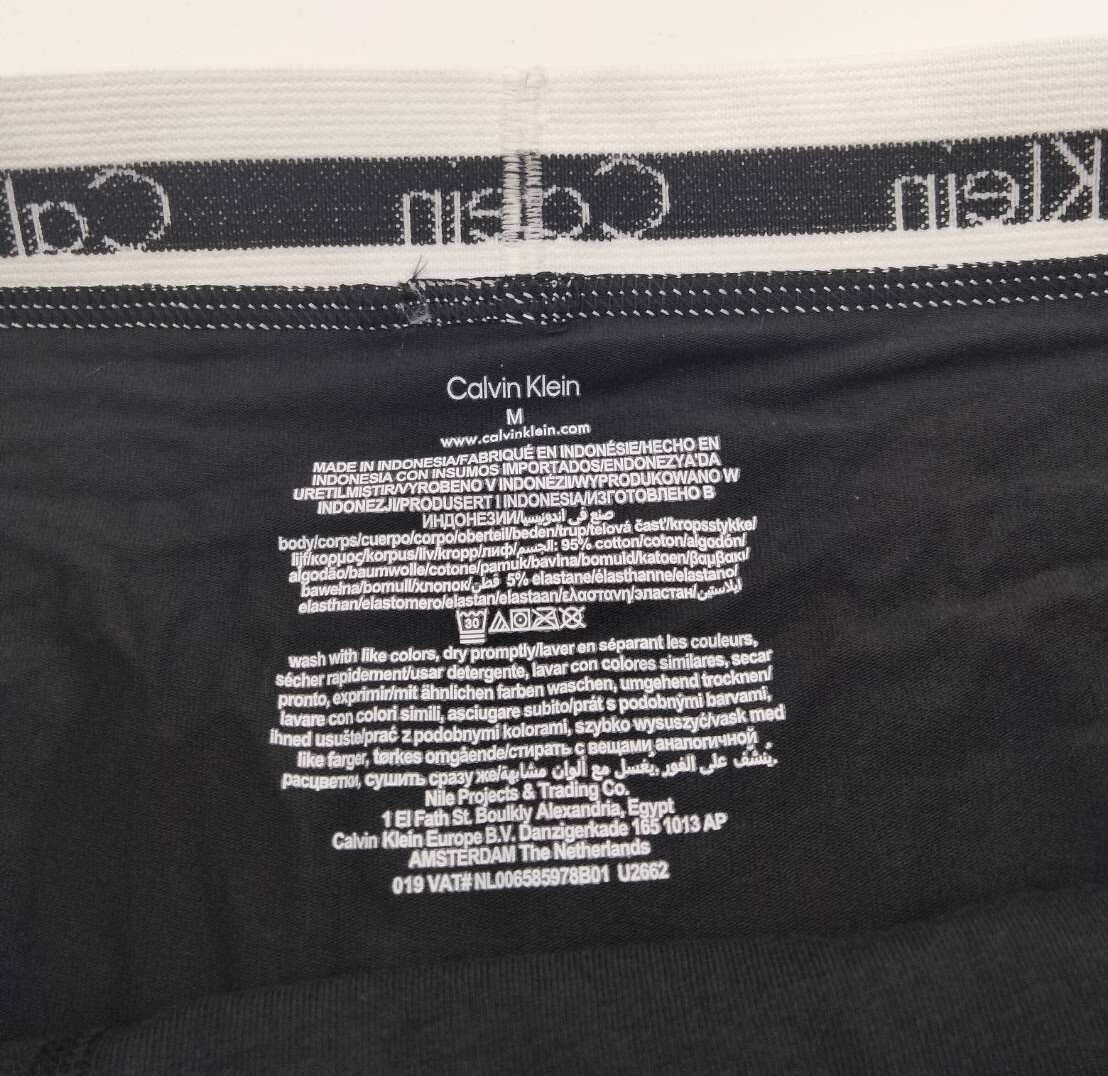 Calvin Klein
Calvin Klein
M
www.calvinklein.com
MADE IN INDONESIA/FABRIQUÉ EN INDONÉSIE/HECHO EN
INDONESIA CON INSUMOS IMPORTADOS/ENDONEZYA'DA
URETILMISTIR/VYROBENO V INDONÉZII/WYPRODUKOWANO W
INDONEZJI/PRODUSERT I INDONESIA/ИЗГОТОВЛЕНО В
ИНДОНЕЗИИ/صنع في اندونيسيا
body/corps/cuerpo/corpo/oberteil/beden/trup/telová časť/kropsstykke/
lijf/κορμος/korpus/liv/kropp/лиф/الجسم: 95% cotton/coton/algodón/
algodão/baumwolle/cotone/pamuk/bavlna/bomuld/katoen/βαμβακι/
bawełna/bomull/хлопок/قطن 5% elastane/élasthanne/elastano/
elasthan/elastomero/elastan/elastaan/ελαστανη/эластан/ايلاستين
30
wash with like colors, dry promptly/laver en séparant les couleurs,
sécher rapidement/usar detergente, lavar con colores similares, secar
pronto, exprimir/mit ähnlichen farben waschen, umgehend trocknen/
lavare con colori simili, asciugare subito/prát s podobnými barvami,
ihned usušte/prać z podobnymi kolorami, szybko wysuszyć/vask med
like farger, tørkes omgående/стирать с вещами аналогичной
расцветки, сушить сразу же/يغسل مع ألوان مشابهة, ينشف على الفور.
Nile Projects & Trading Co.
1 El Fath St. Boulkly Alexandria, Egypt
Calvin Klein Europe B.V. Danzigerkade 165 1013 AP
AMSTERDAM The Netherlands
019 VAT# NL006585978B01 U2662